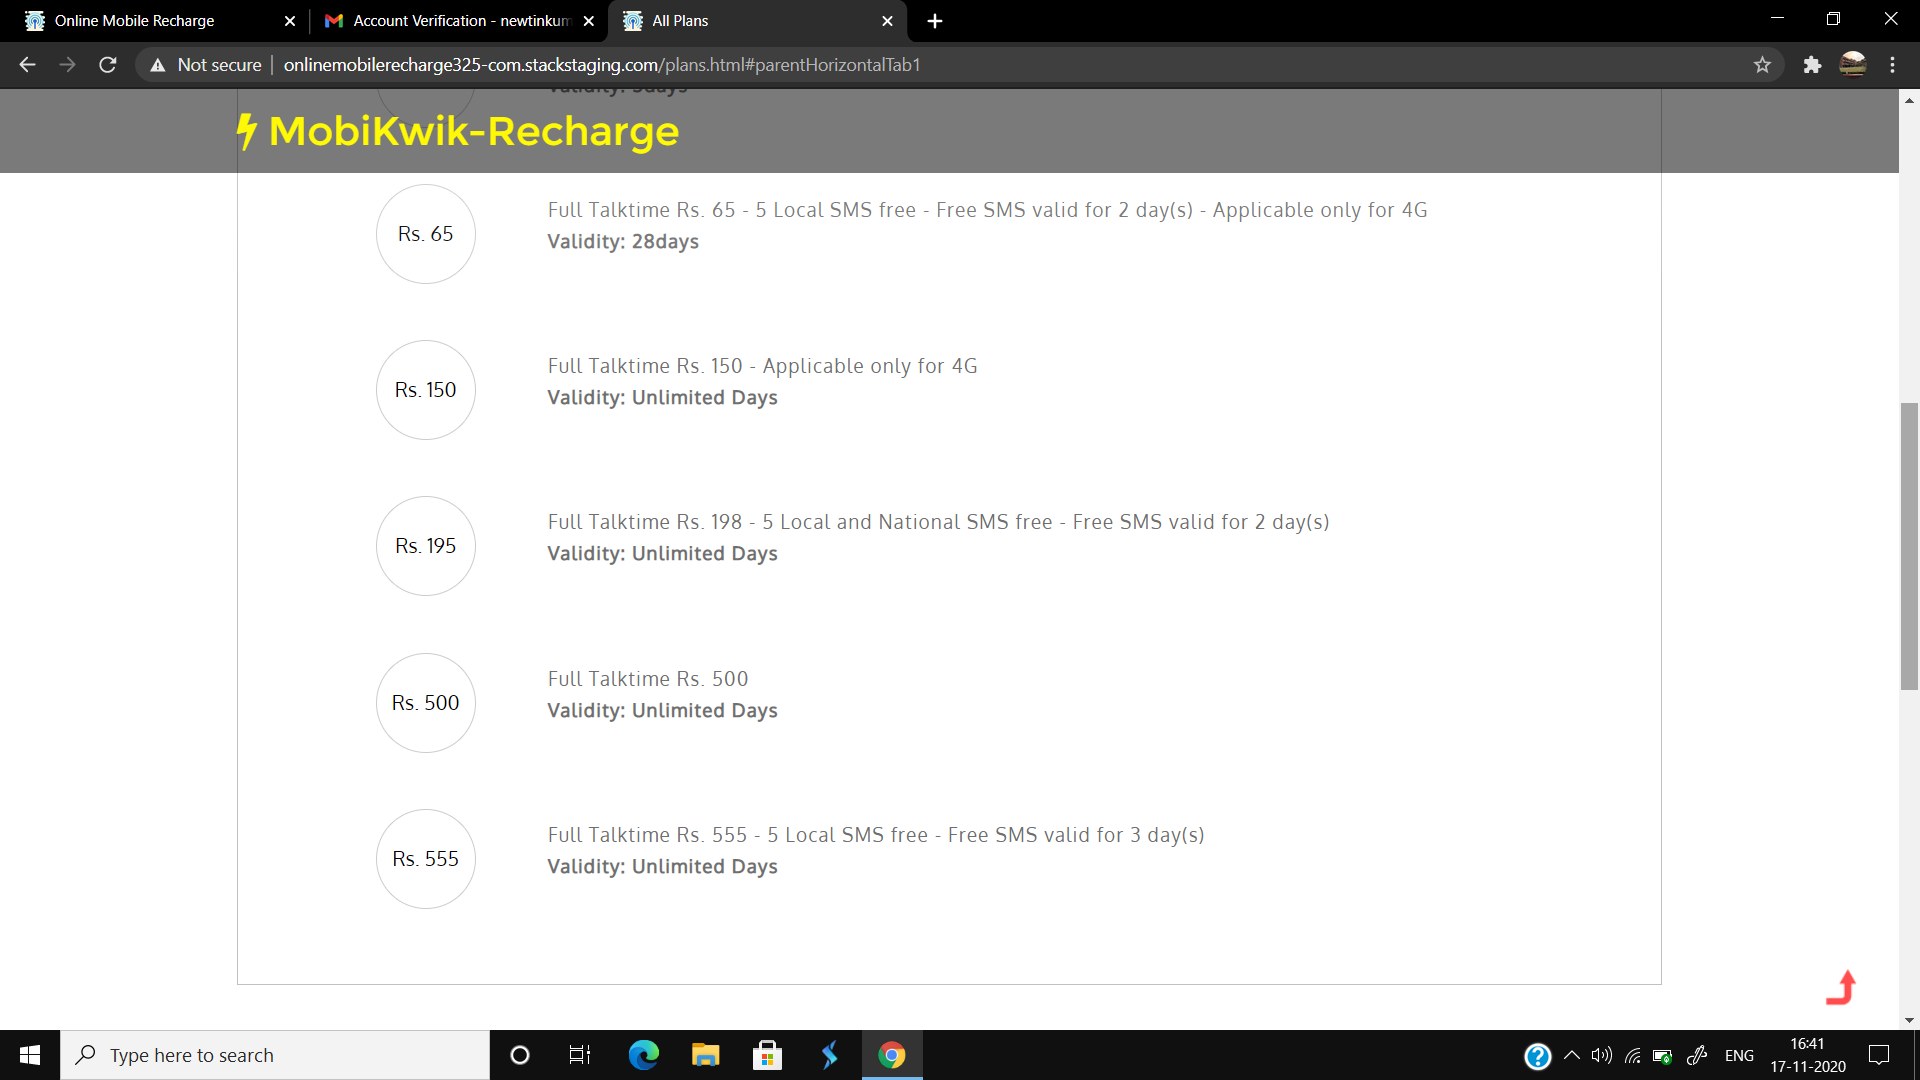 Online Mobile Recharge
Account Verification - newtinkum
All Plans
Not secure
onlinemobilerecharge325-com.stackstaging.com/plans.html#parentHorizontalTab1
MobiKwik-Recharge
Rs. 65
Full Talktime Rs. 65 - 5 Local SMS free - Free SMS valid for 2 day(s) - Applicable only for 4G
Validity: 28days
Rs. 150
Full Talktime Rs. 150 - Applicable only for 4G
Validity: Unlimited Days
Rs. 195
Full Talktime Rs. 198 - 5 Local and National SMS free - Free SMS valid for 2 day(s)
Validity: Unlimited Days
Rs. 500
Full Talktime Rs. 500
Validity: Unlimited Days
Rs. 555
Full Talktime Rs. 555 - 5 Local SMS free - Free SMS valid for 3 day(s)
Validity: Unlimited Days
Type here to search
ENG
16:41
17-11-2020